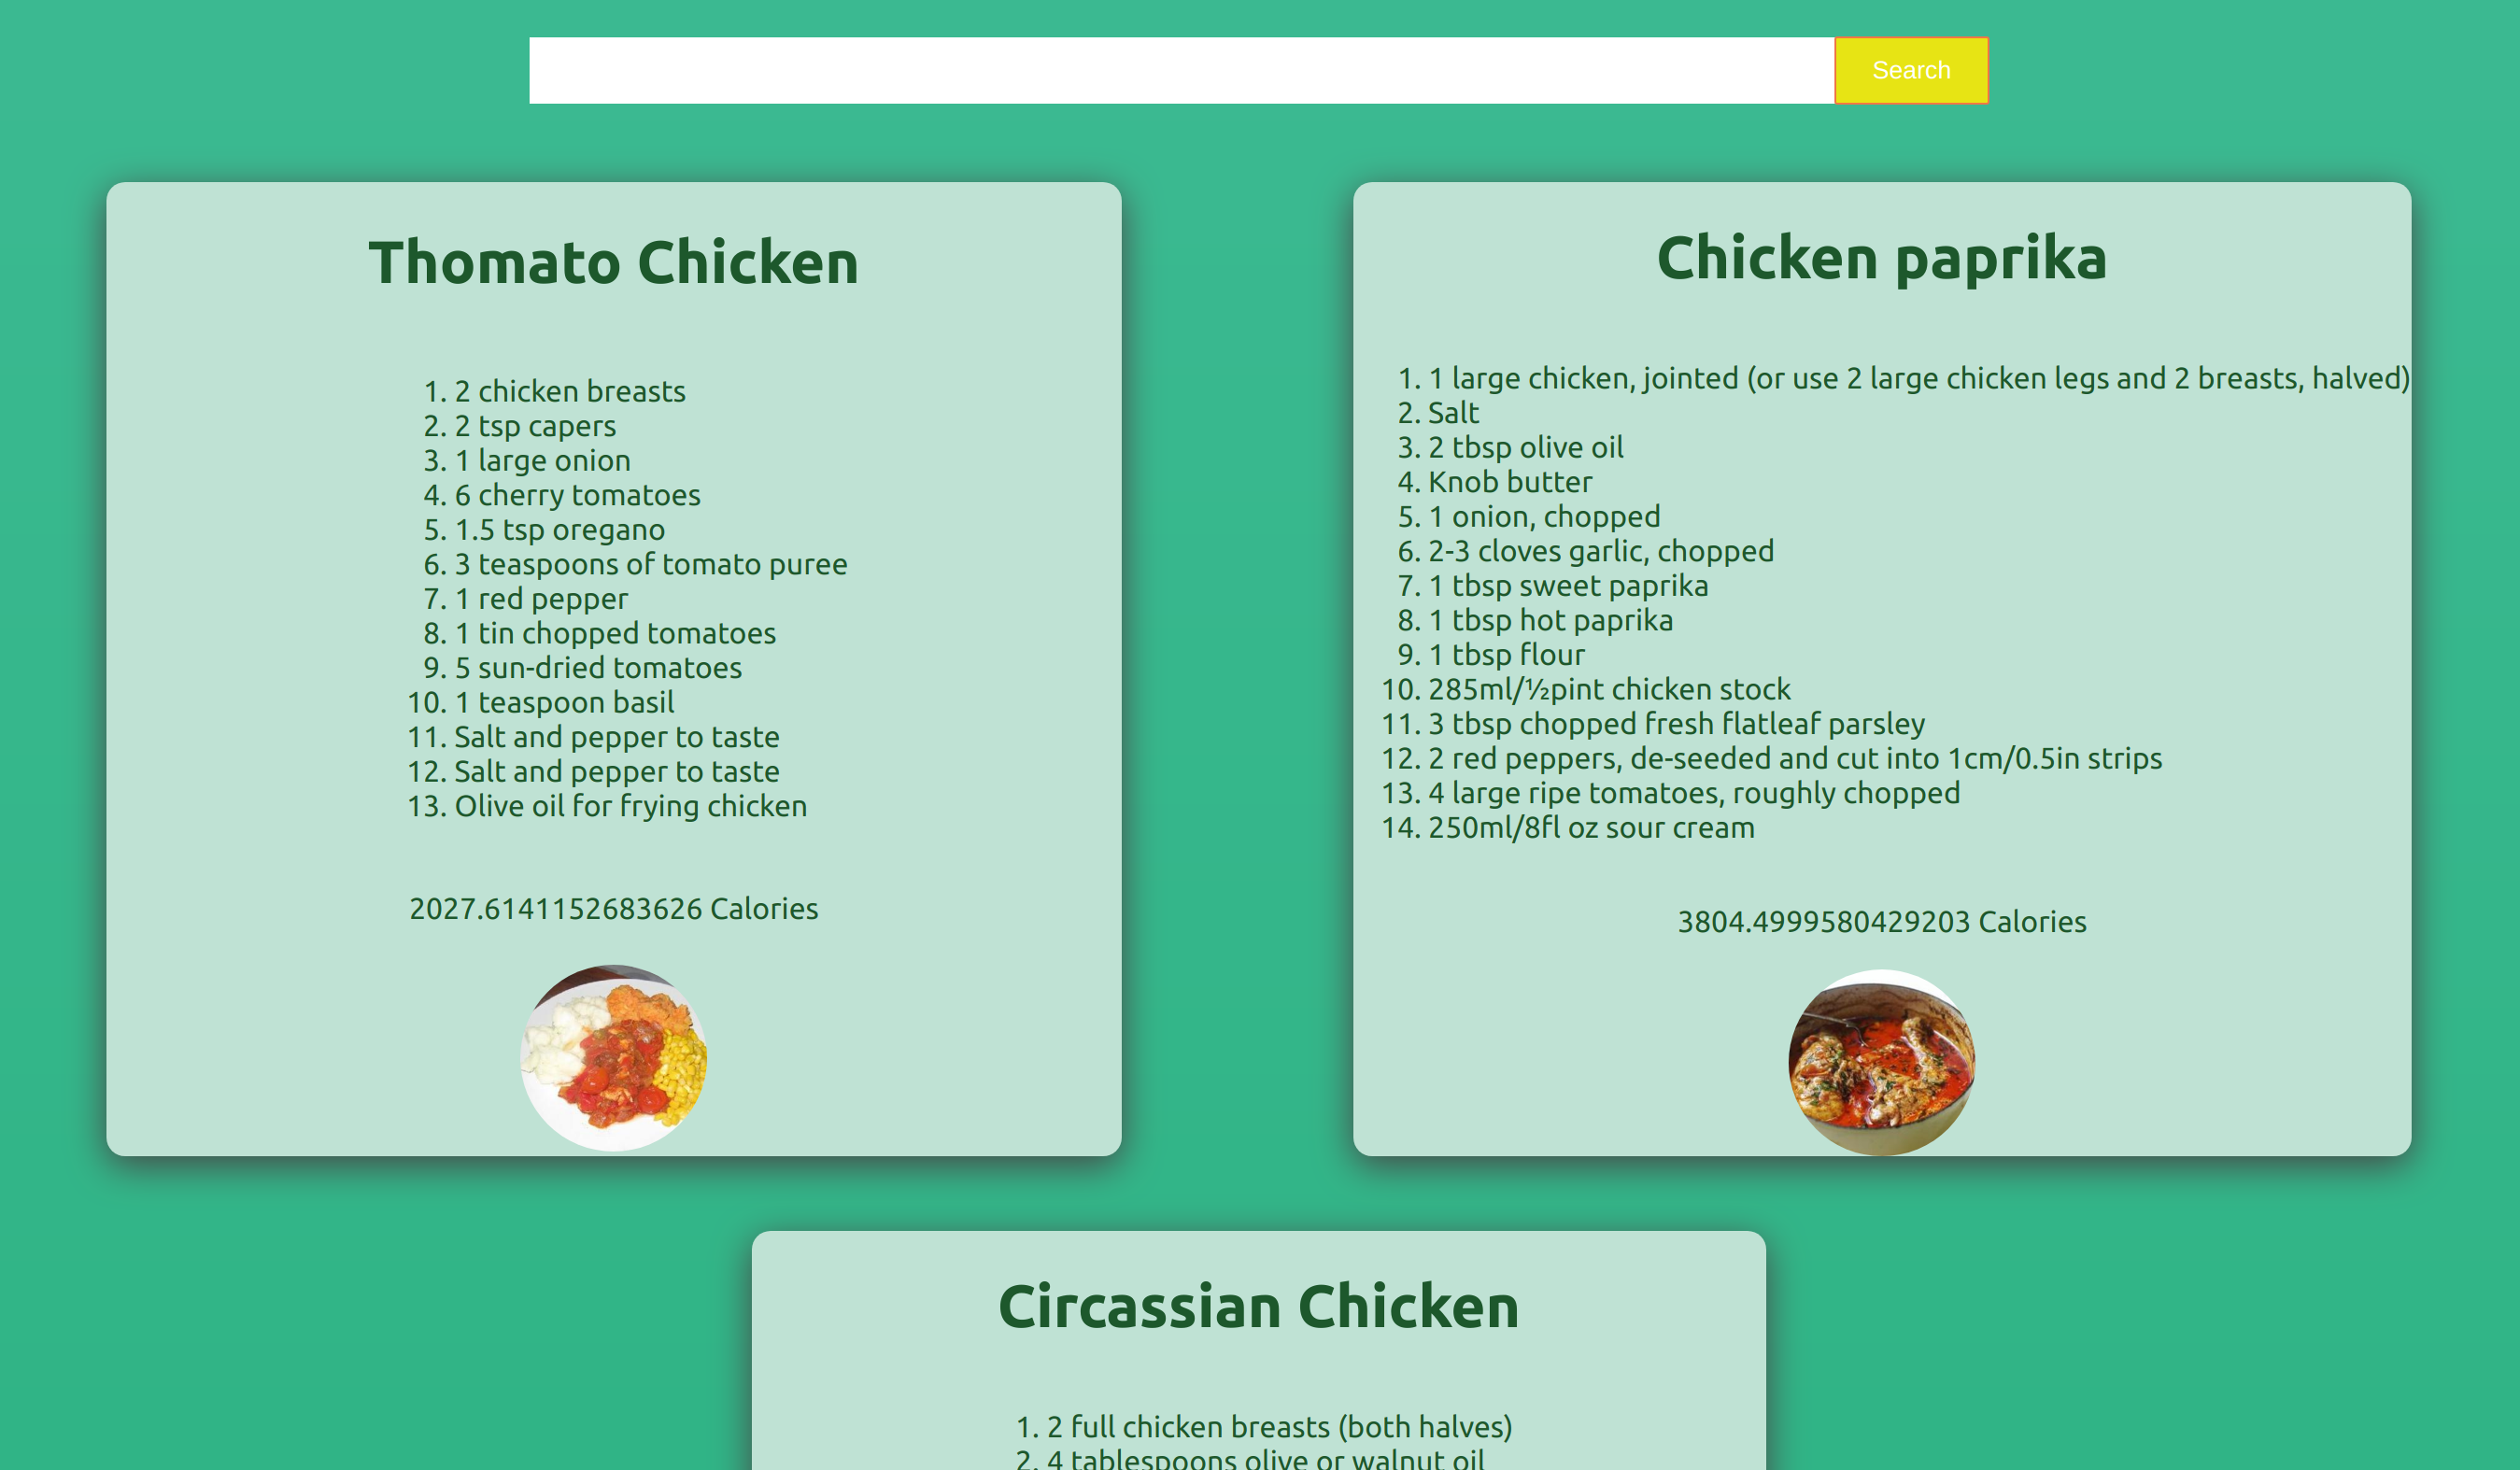 Search
Thomato Chicken
1. 2 chicken breasts
2. 2 tsp capers
3. 1 large onion
4. 6 cherry tomatoes
5. 1.5 tsp oregano
6. 3 teaspoons of tomato puree
7. 1 red pepper
8. 1 tin chopped tomatoes
9. 5 sun-dried tomatoes
10. 1 teaspoon basil
11. Salt and pepper to taste
12. Salt and pepper to taste
13. Olive oil for frying chicken
2027.6141152683626 Calories
Chicken paprika
1. 1 large chicken, jointed (or use 2 large chicken legs and 2 breasts, halved)
2. Salt
3. 2 tbsp olive oil
4. Knob butter
5. 1 onion, chopped
6. 2-3 cloves garlic, chopped
7. 1 tbsp sweet paprika
8. 1 tbsp hot paprika
9. 1 tbsp flour
10. 285ml/½pint chicken stock
11. 3 tbsp chopped fresh flatleaf parsley
12. 2 red peppers, de-seeded and cut into 1cm/0.5in strips
13. 4 large ripe tomatoes, roughly chopped
14. 250ml/8fl oz sour cream
3804.4999580429203 Calories
Circassian Chicken
1. 2 full chicken breasts (both halves)
2. 4 tablespoons olive or walnut oil